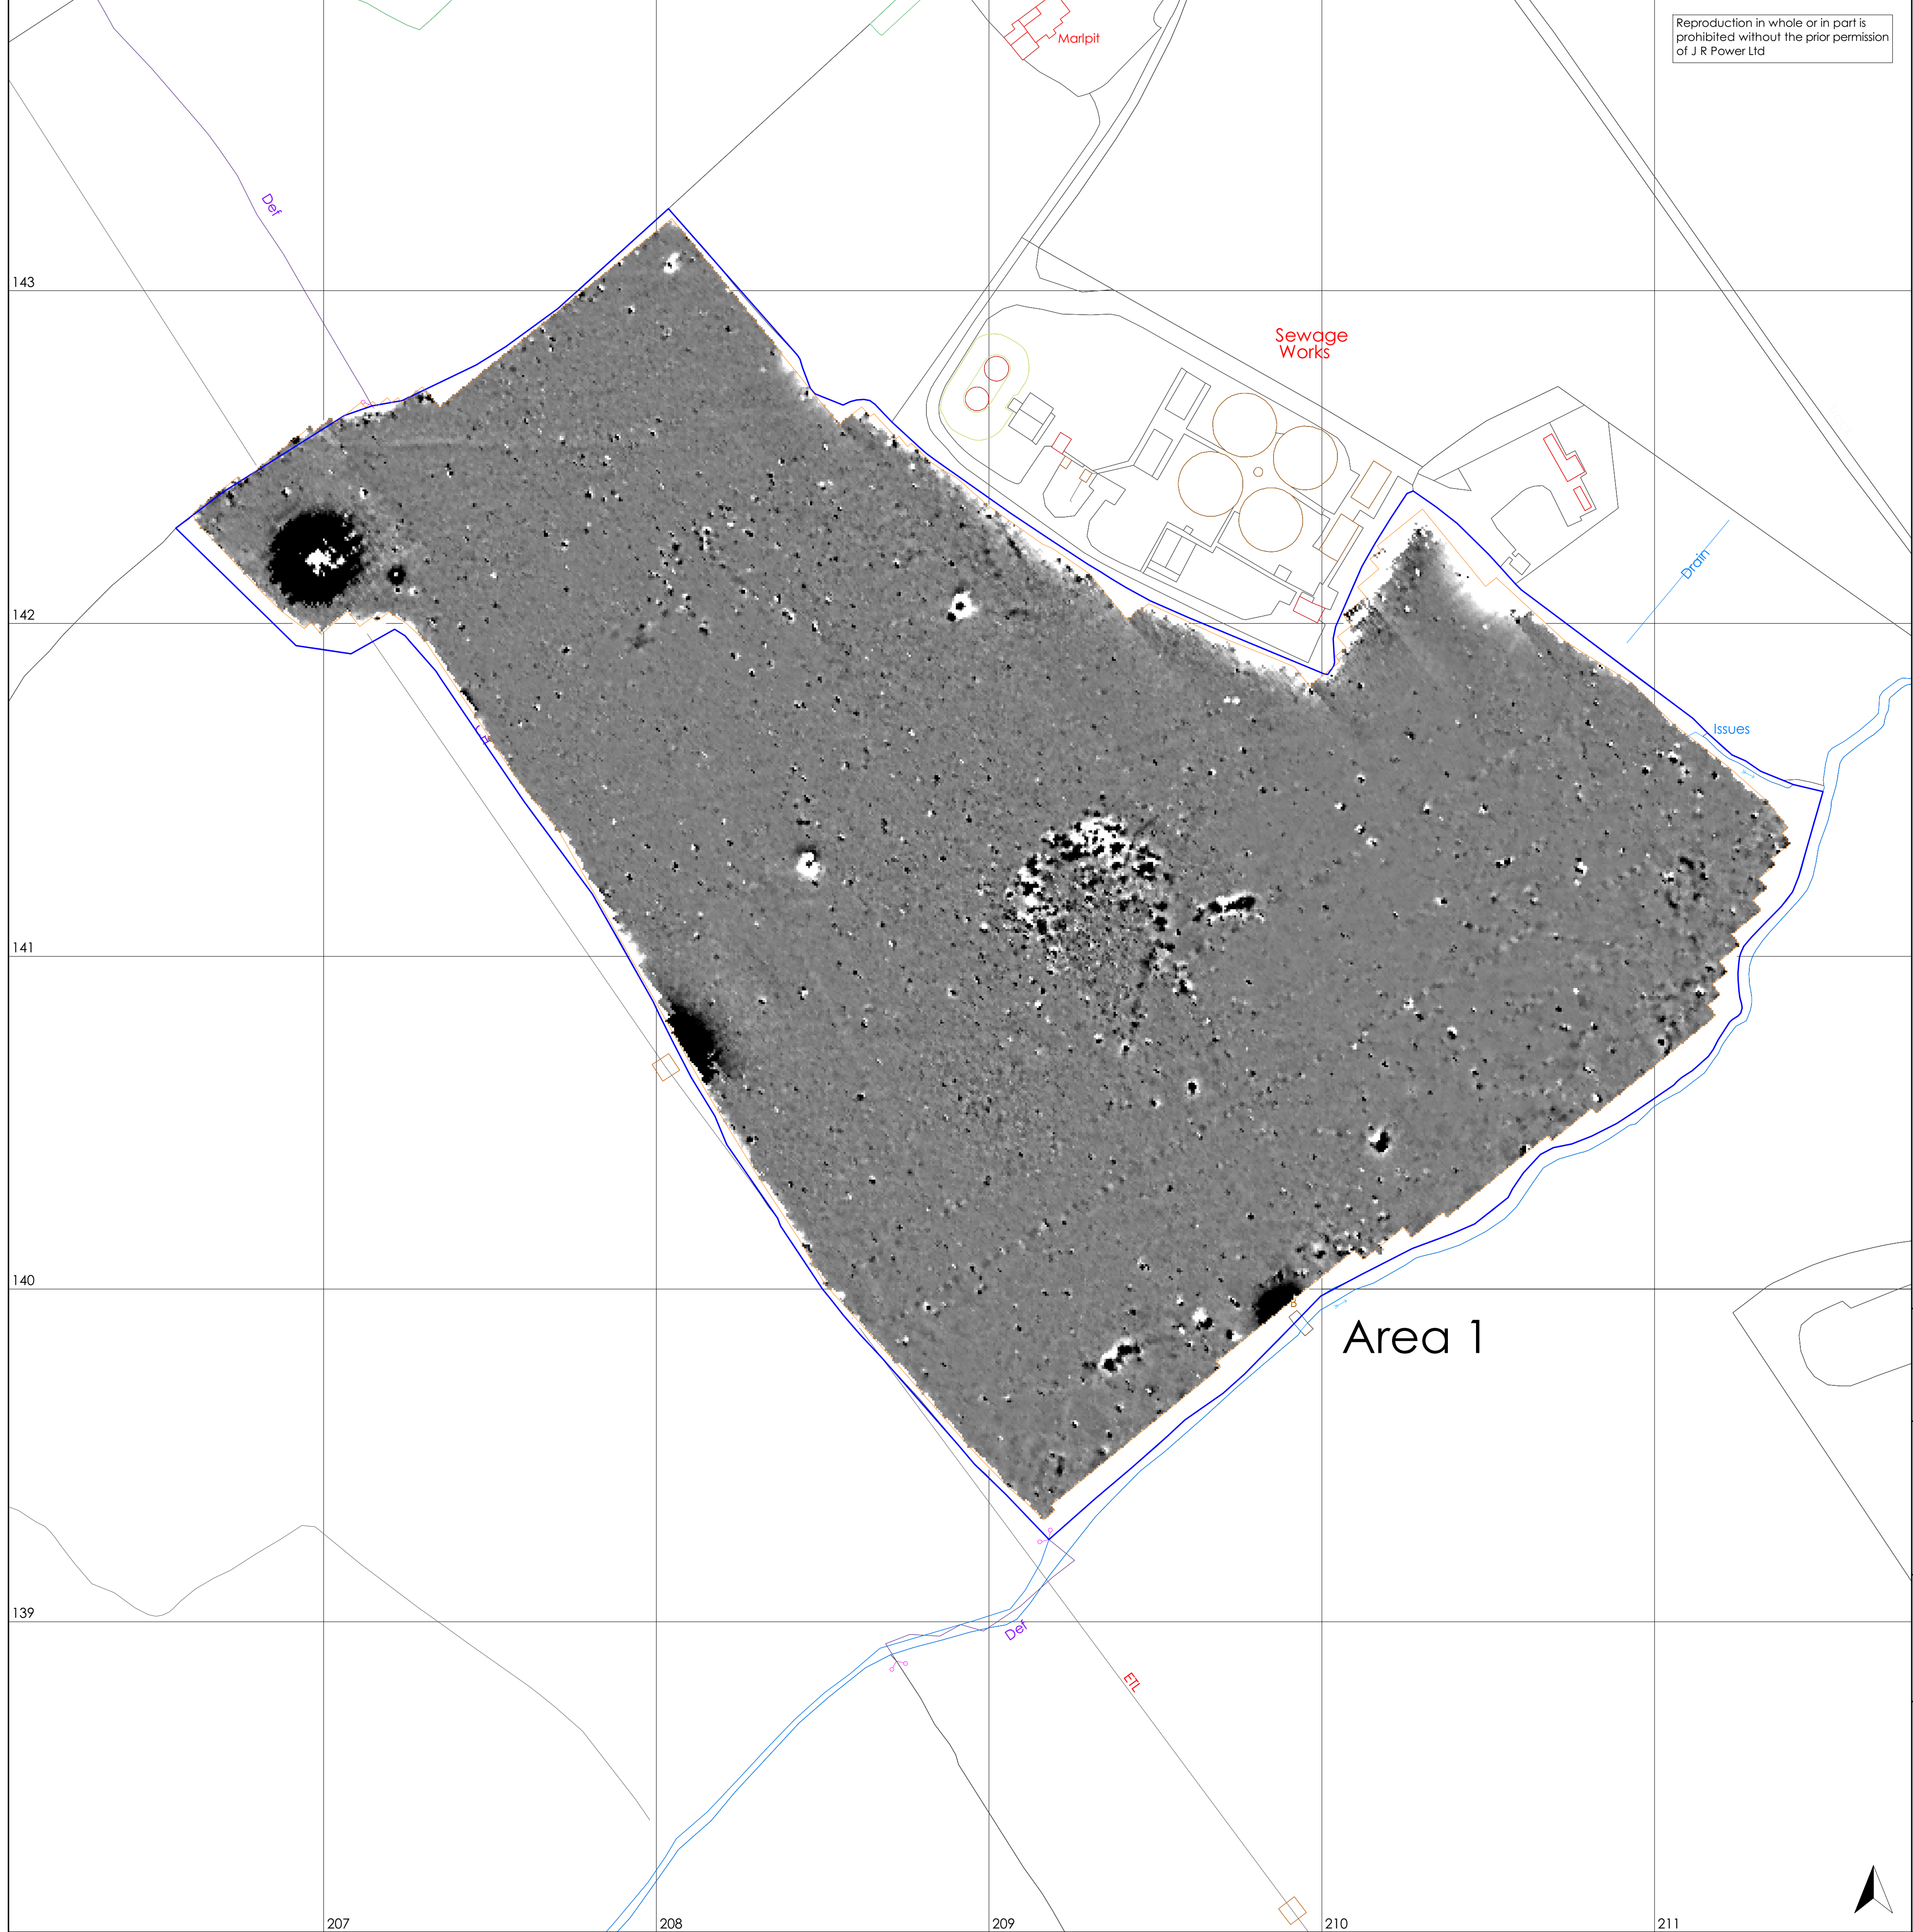 Reproduction in whole or in part is
prohibited without the prior permission
of J R Power Ltd
Marlpit
Def
143
Sewage
Works
Drain
142
Issues
141
140
B
Area 1
139
Def
ETL
207
208
209
210
211